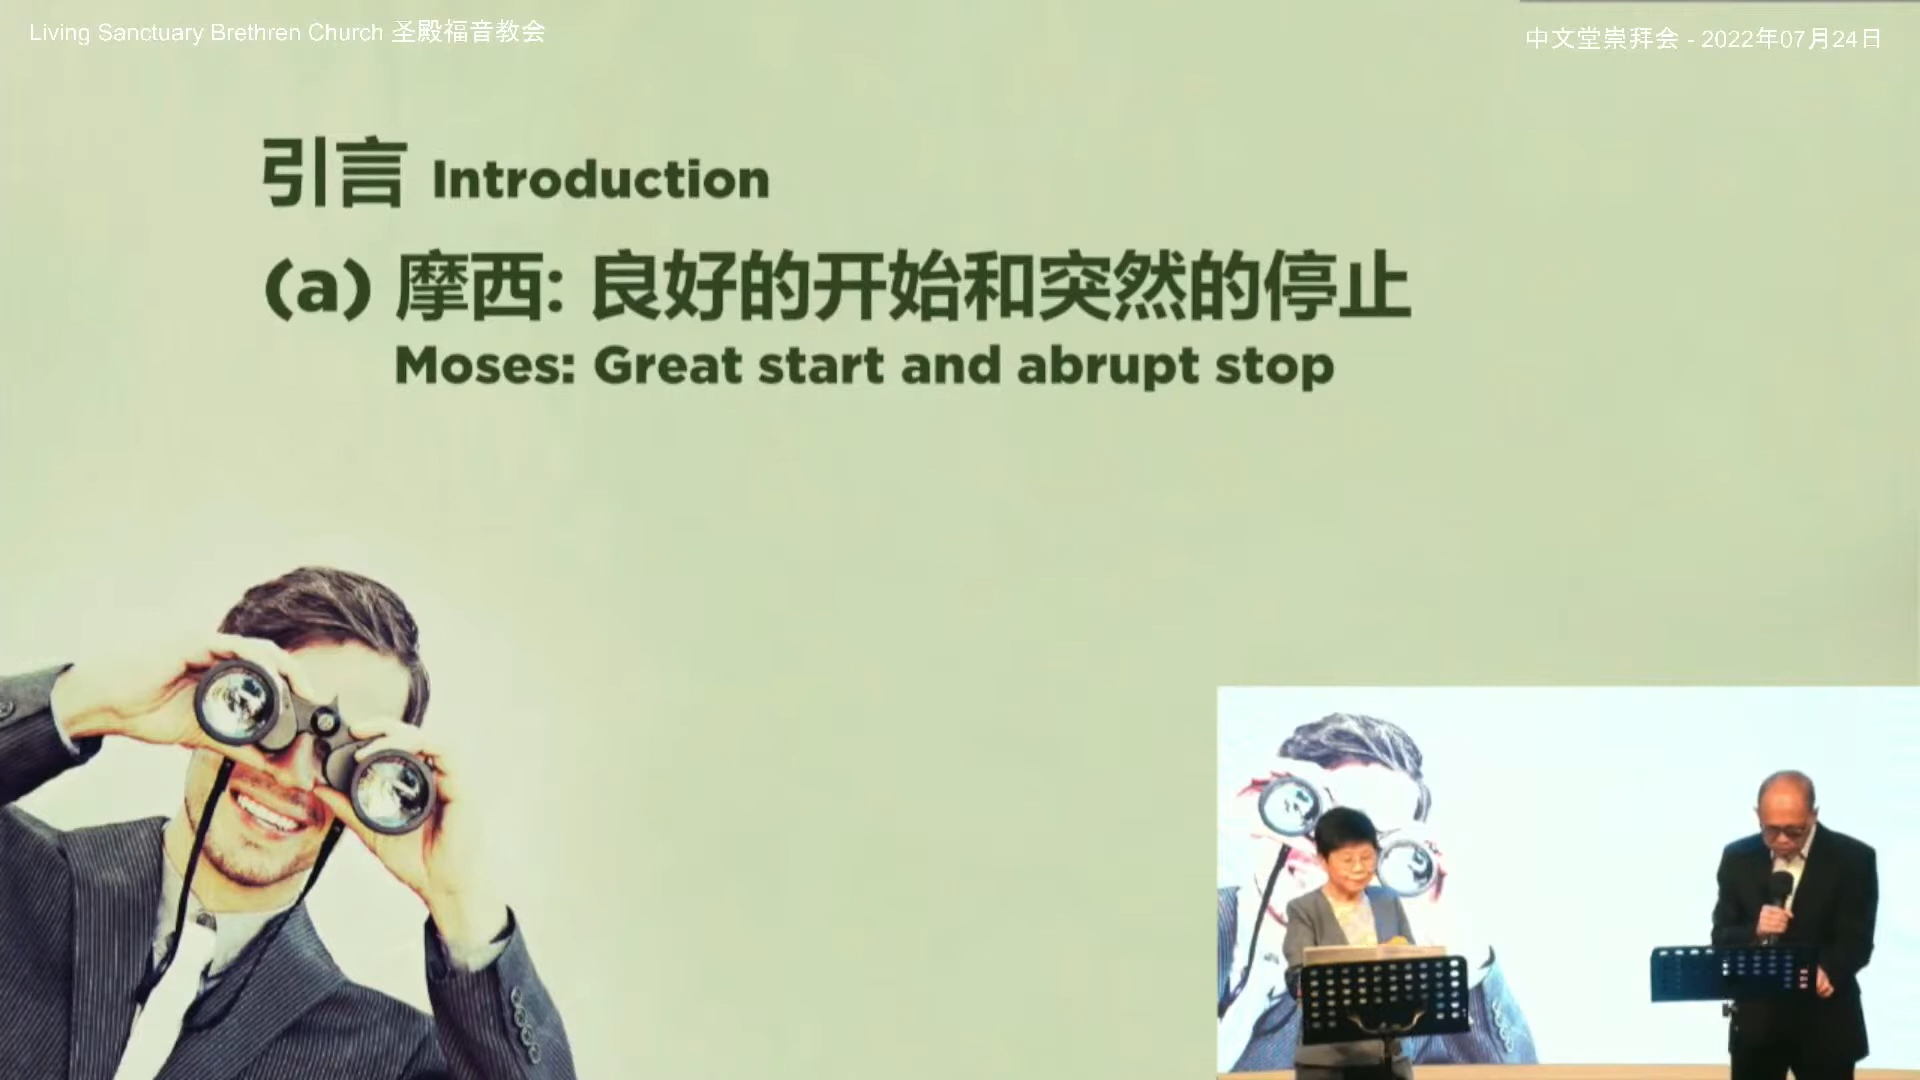 Living Sanctuary Brethren Church 圣殿福音教会
中文堂崇拜会 - 2022年07月24日
引言 Introduction
(a) 摩西: 良好的开始和突然的停止
Moses: Great start and abrupt stop